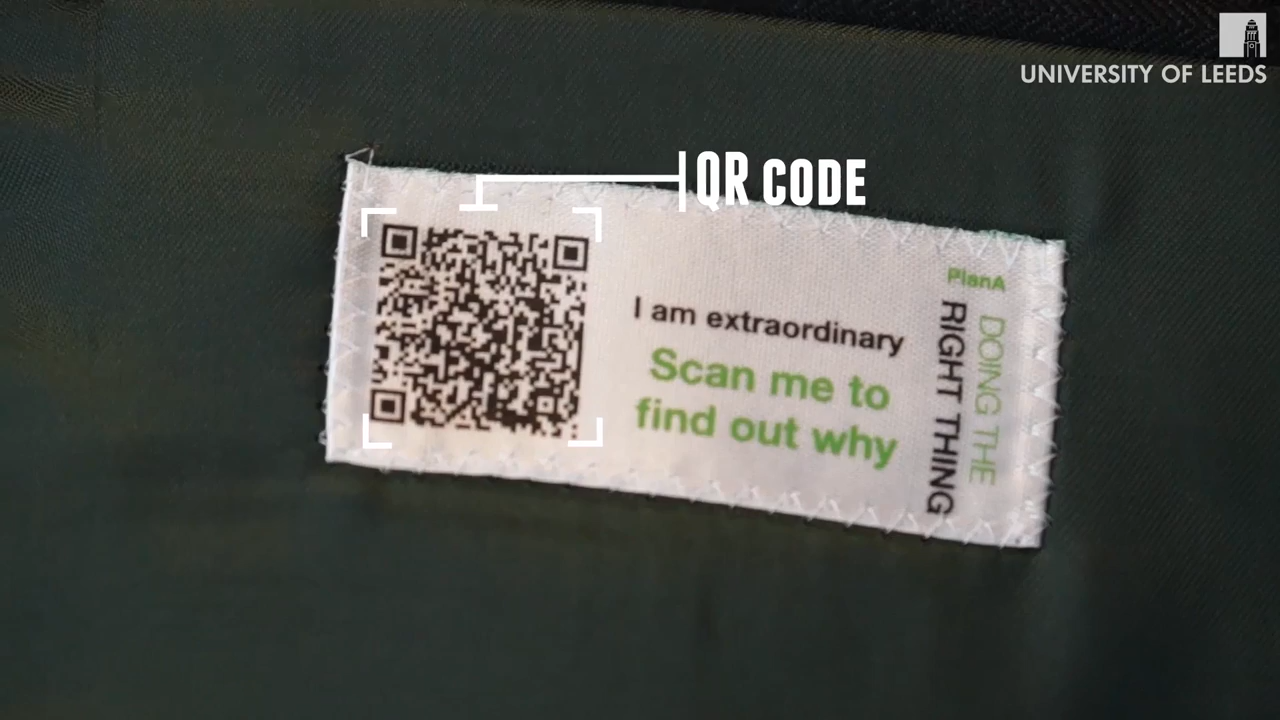 UNIVERSITY OF LEEDS
QR CODE
I am extraordinary
Scan me to
find out why
PlanA
DOING THE
RIGHT THING